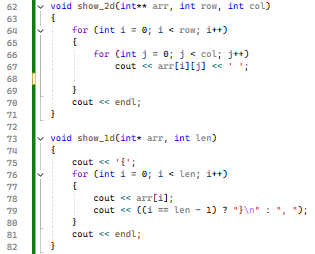 62 void show_2d(int** arr, int row, int col)
63 {
64 for (int i = 0; i < row; i++)
65 {
66 for (int j = 0; j < col; j++)
67 cout << arr[i][j] << ' ';
68
69 }
70 cout << endl;
71 }
72
73 void show_1d(int* arr, int len)
74 {
75 cout << '{';
76 for (int i = 0; i < len; i++)
77 {
78 cout << arr[i];
79 cout << ((i == len - 1) ? "}\n" : ", ");
80 }
81 cout << endl;
82 }